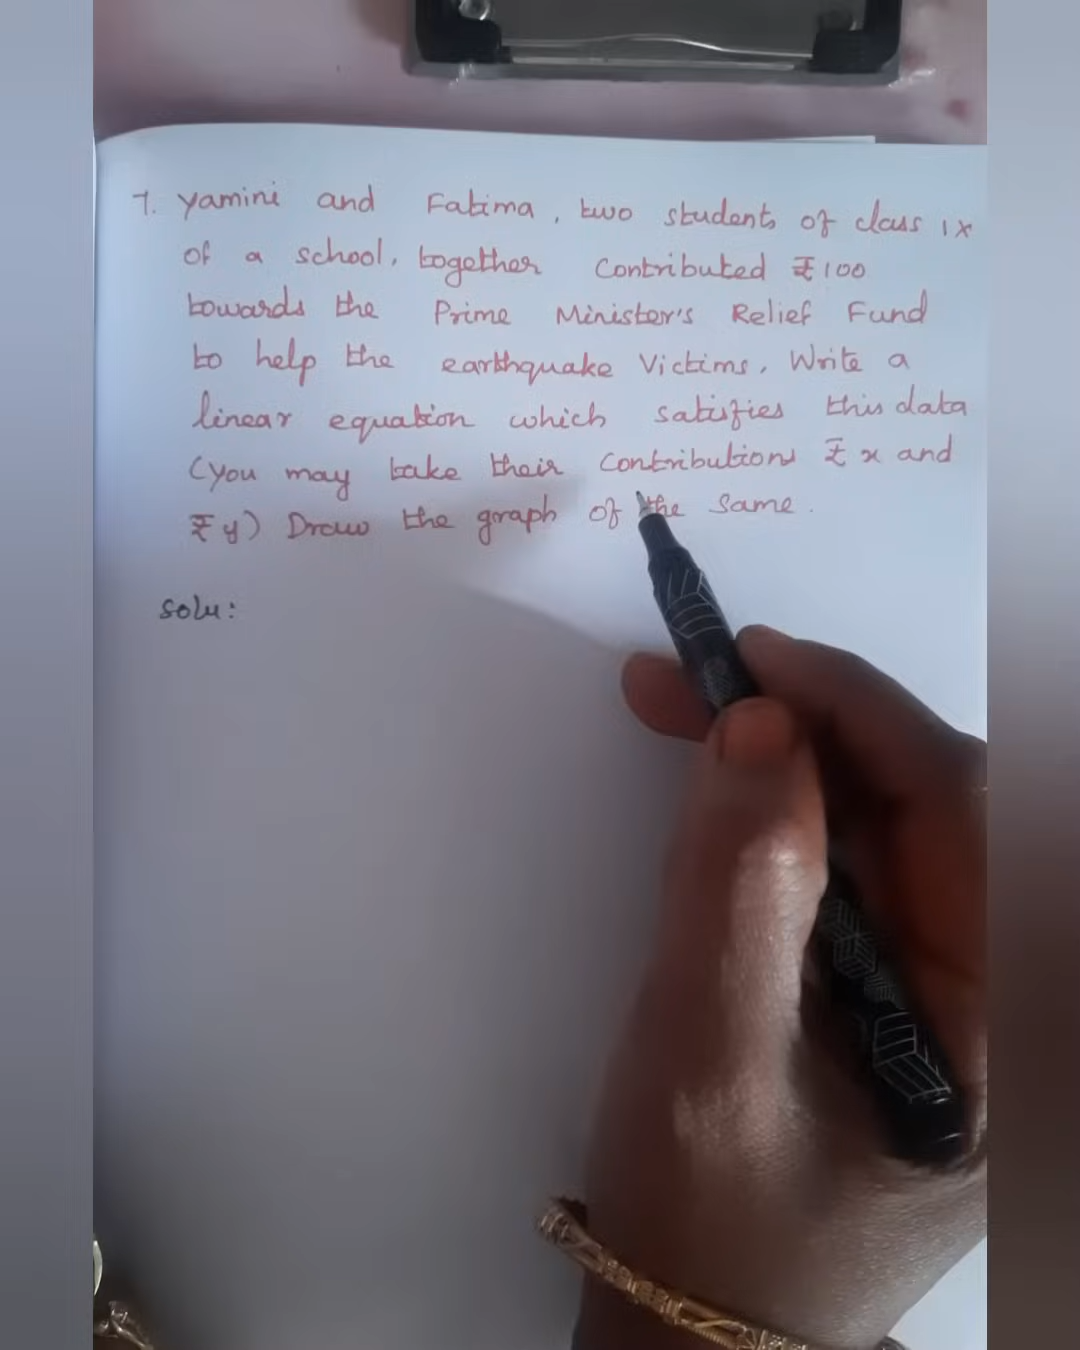 7. Yamini and Fatima, two students of class IX
of a school, together contributed ₹100
towards the Prime Minister's Relief Fund
to help the earthquake Victims. Write a
linear equation which satisfies this data
(you may take their contributions ₹ x and
₹ y) Draw the graph of the same.
Solu: